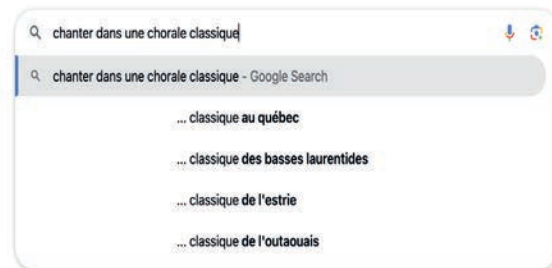 chanter dans une chorale classique
chanter dans une chorale classique - Google Search
... classique au québec
... classique des basses laurentides
... classique de l'estrie
... classique de l'outaouais